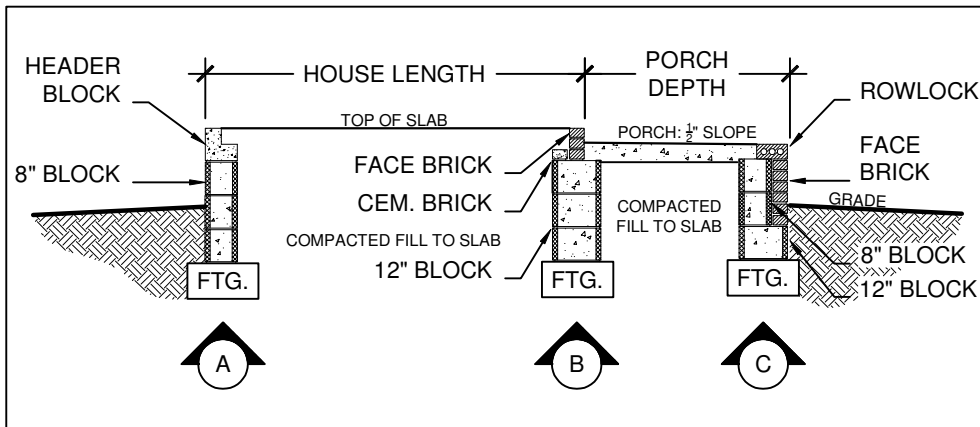 HEADER
BLOCK
HOUSE LENGTH
PORCH
DEPTH
ROWLOCK
TOP OF SLAB
PORCH: 1/2" SLOPE
8" BLOCK
FACE BRICK
FACE
BRICK
CEM. BRICK
GRADE
COMPACTED FILL TO SLAB
COMPACTED
FILL TO SLAB
12" BLOCK
8" BLOCK
12" BLOCK
FTG.
FTG.
FTG.
A
B
C